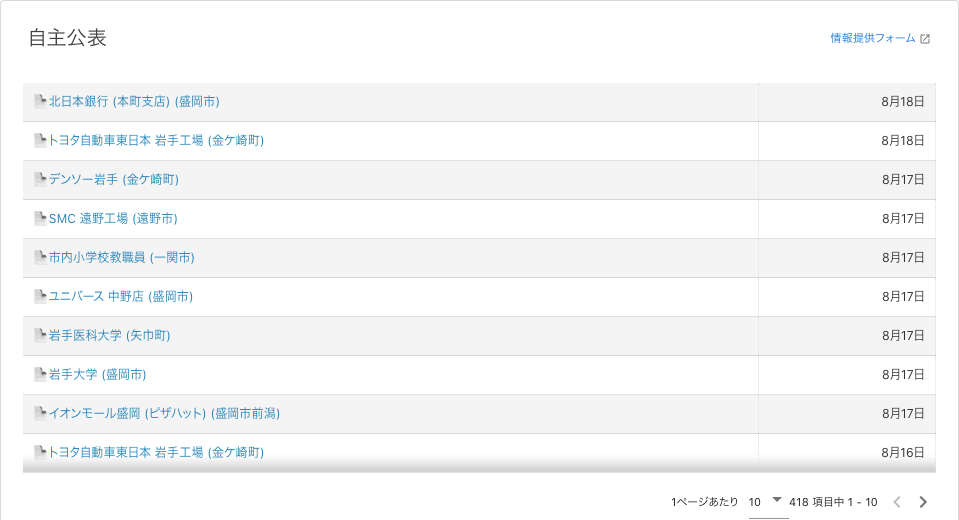 自主公表
情報提供フォーム
北日本銀行 (本町支店) (盛岡市) 8月18日
トヨタ自動車東日本 岩手工場 (金ケ崎町) 8月18日
デンソー岩手 (金ケ崎町) 8月17日
SMC 遠野工場 (遠野市) 8月17日
市内小学校教職員 (一関市) 8月17日
ユニバース 中野店 (盛岡市) 8月17日
岩手医科大学 (矢巾町) 8月17日
岩手大学 (盛岡市) 8月17日
イオンモール盛岡 (ピザハット) (盛岡市前潟) 8月17日
トヨタ自動車東日本 岩手工場 (金ケ崎町) 8月16日
1ページあたり 10 418 項目中 1 - 10